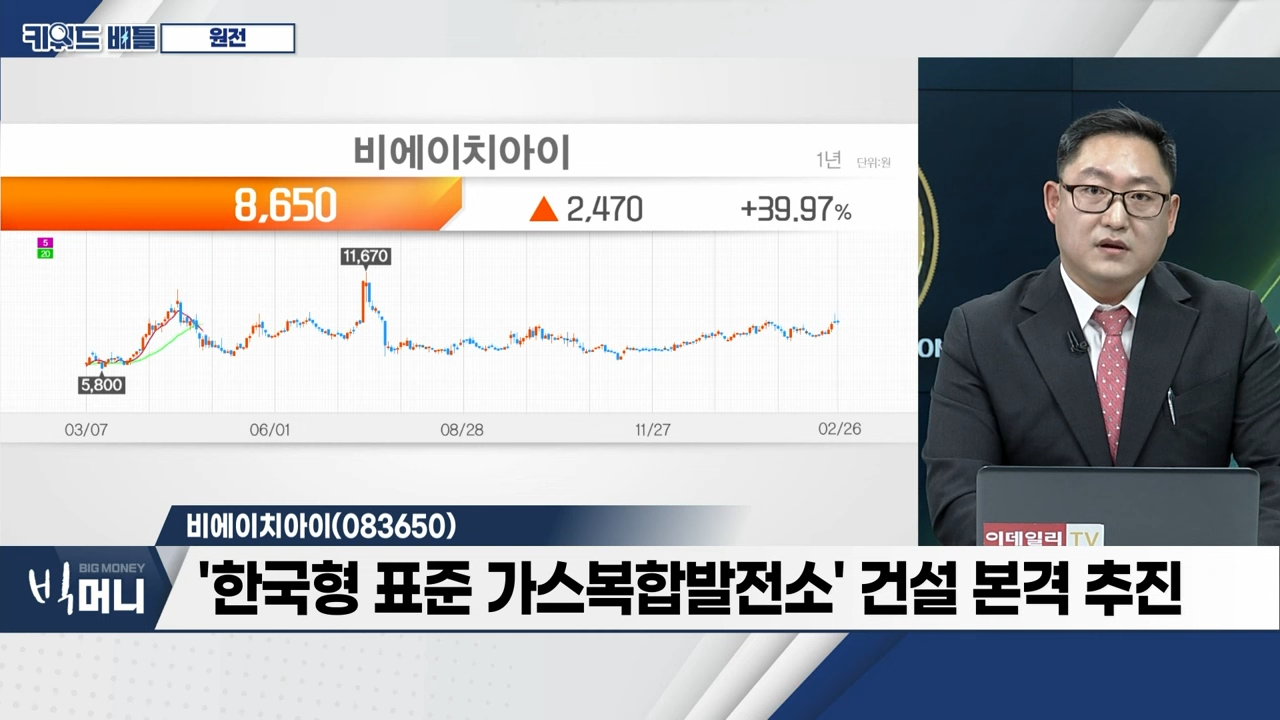 키워드 배틀
원전
비에이치아이
1년 단위:원
8,650
▲ 2,470
+39.97%
5
20
11,670
5,800
03/07
06/01
08/28
11/27
02/26
ON
이데일리 TV
비에이치아이(083650)
BIG MONEY
빅머니
'한국형 표준 가스복합발전소' 건설 본격 추진